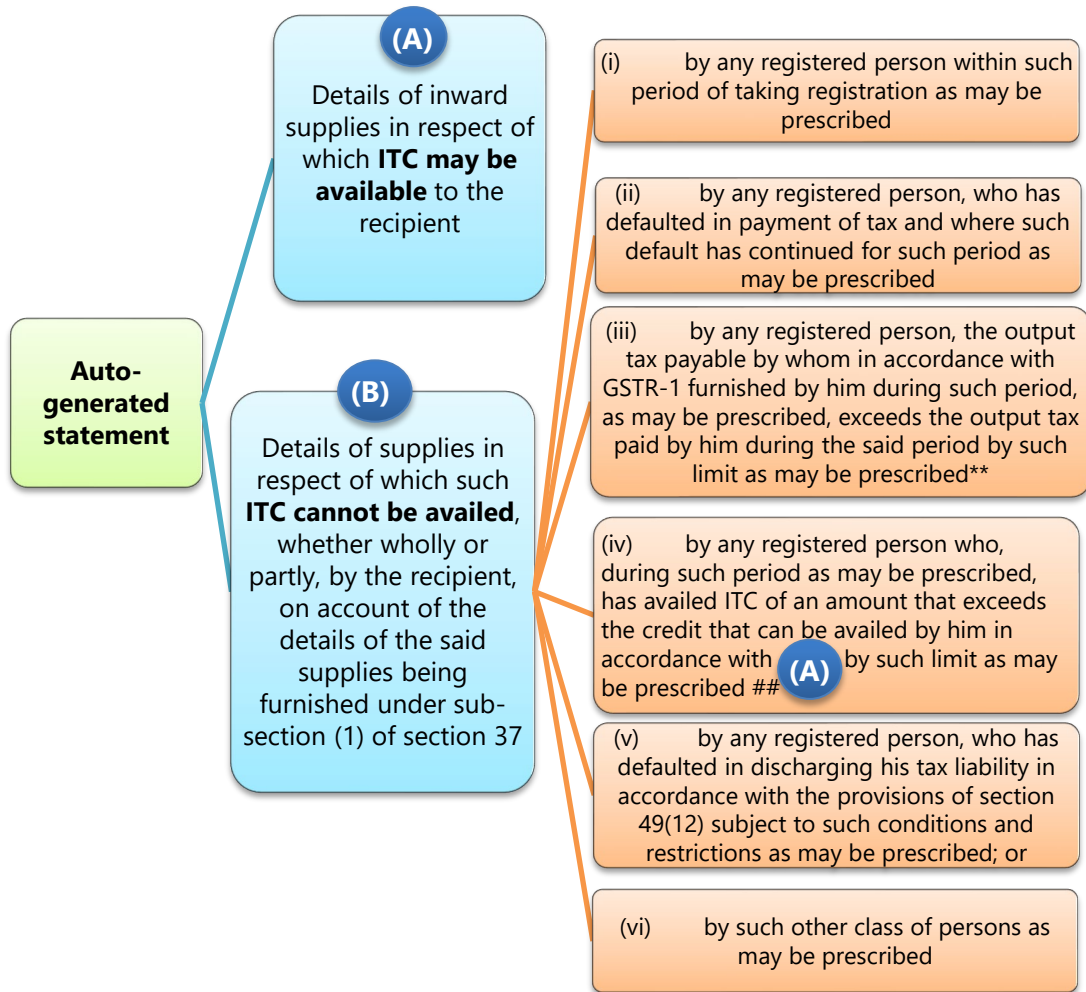 Auto-
generated
statement
(A)
Details of inward
supplies in respect of
which ITC may be
available to the
recipient
(B)
Details of supplies in
respect of which such
ITC cannot be availed,
whether wholly or
partly, by the recipient,
on account of the
details of the said
supplies being
furnished under sub-
section (1) of section 37
(i) by any registered person within such
period of taking registration as may be
prescribed
(ii) by any registered person, who has
defaulted in payment of tax and where such
default has continued for such period as
may be prescribed
(iii) by any registered person, the output
tax payable by whom in accordance with
GSTR-1 furnished by him during such period,
as may be prescribed, exceeds the output tax
paid by him during the said period by such
limit as may be prescribed**
(iv) by any registered person who,
during such period as may be prescribed,
has availed ITC of an amount that exceeds
the credit that can be availed by him in
accordance with (A) by such limit as may
be prescribed ##
(v) by any registered person, who has
defaulted in discharging his tax liability in
accordance with the provisions of section
49(12) subject to such conditions and
restrictions as may be prescribed; or
(vi) by such other class of persons as
may be prescribed